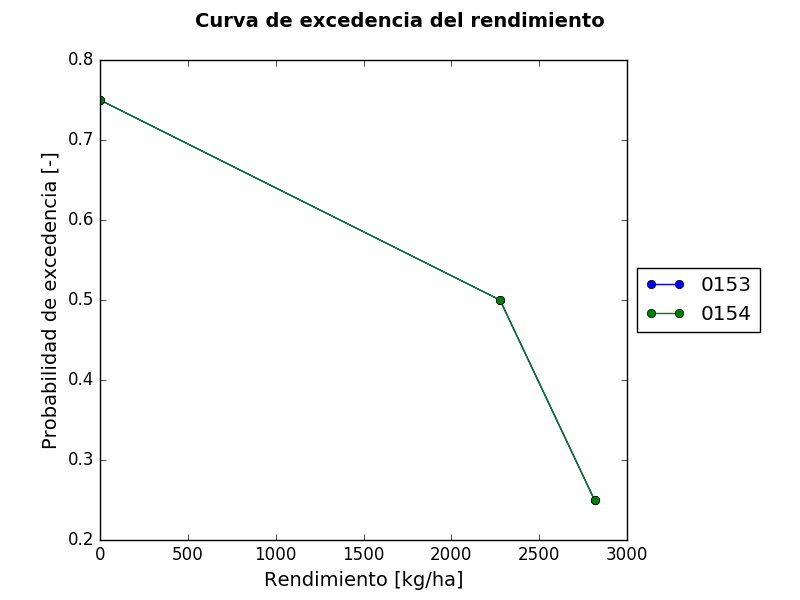 Curva de excedencia del rendimiento
0.8
0.7
0.6
0.5
0.4
0.3
0.2
Probabilidad de excedencia [-]
0 500 1000 1500 2000 2500 3000
Rendimiento [kg/ha]
0153
0154